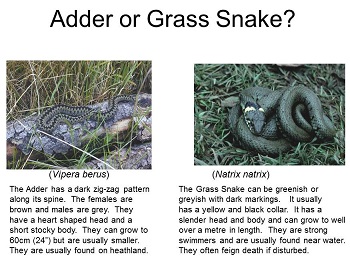 Adder or Grass Snake?
(Vipera berus)
The Adder has a dark zig-zag pattern
along its spine. The females are
brown and males are grey. They
have a heart shaped head and a
short stocky body. They can grow to
60cm (24") but are usually smaller.
They are usually found on heathland.
(Natrix natrix)
The Grass Snake can be greenish or
greyish with dark markings. It usually
has a yellow and black collar. It has a
slender head and body and can grow to well
over a metre in length. They are strong
swimmers and are usually found near water.
They often feign death if disturbed.